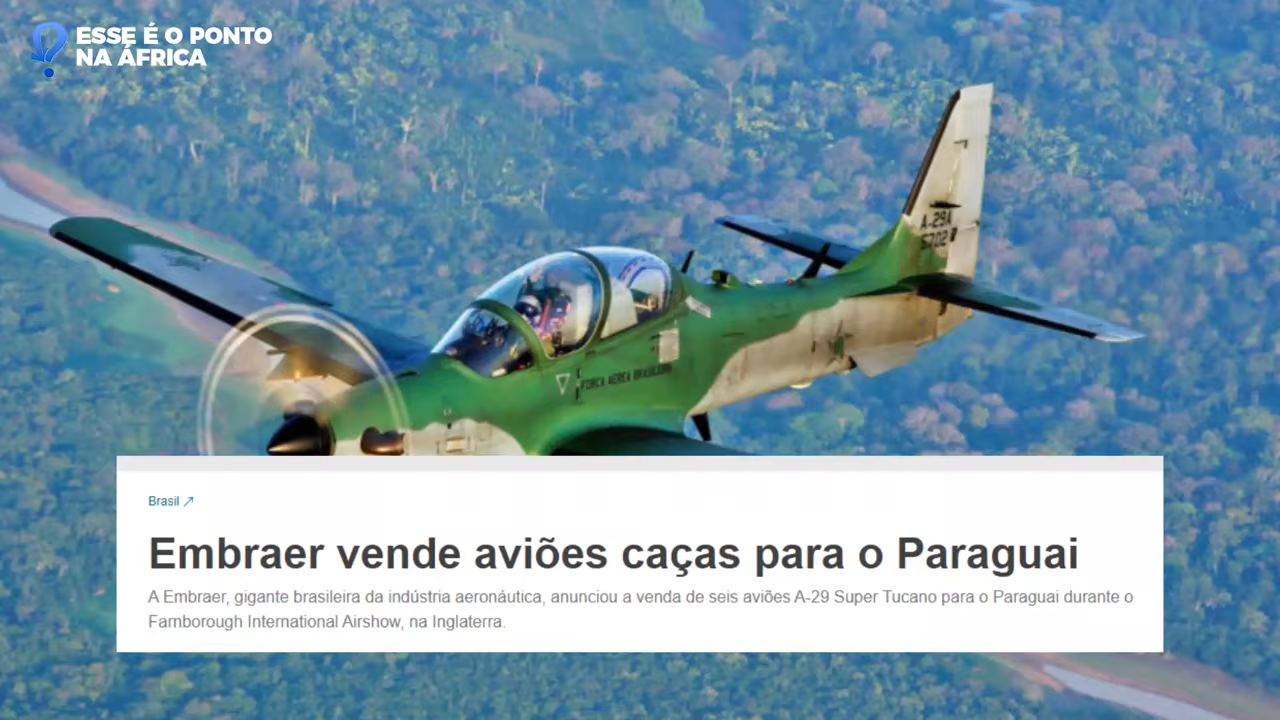 ESSE É O PONTO
NA ÁFRICA
A-29A
5702
FORÇA AÉREA BRASILEIRA
Brasil ↗
Embraer vende aviões caças para o Paraguai
A Embraer, gigante brasileira da indústria aeronáutica, anunciou a venda de seis aviões A-29 Super Tucano para o Paraguai durante o
Farnborough International Airshow, na Inglaterra.